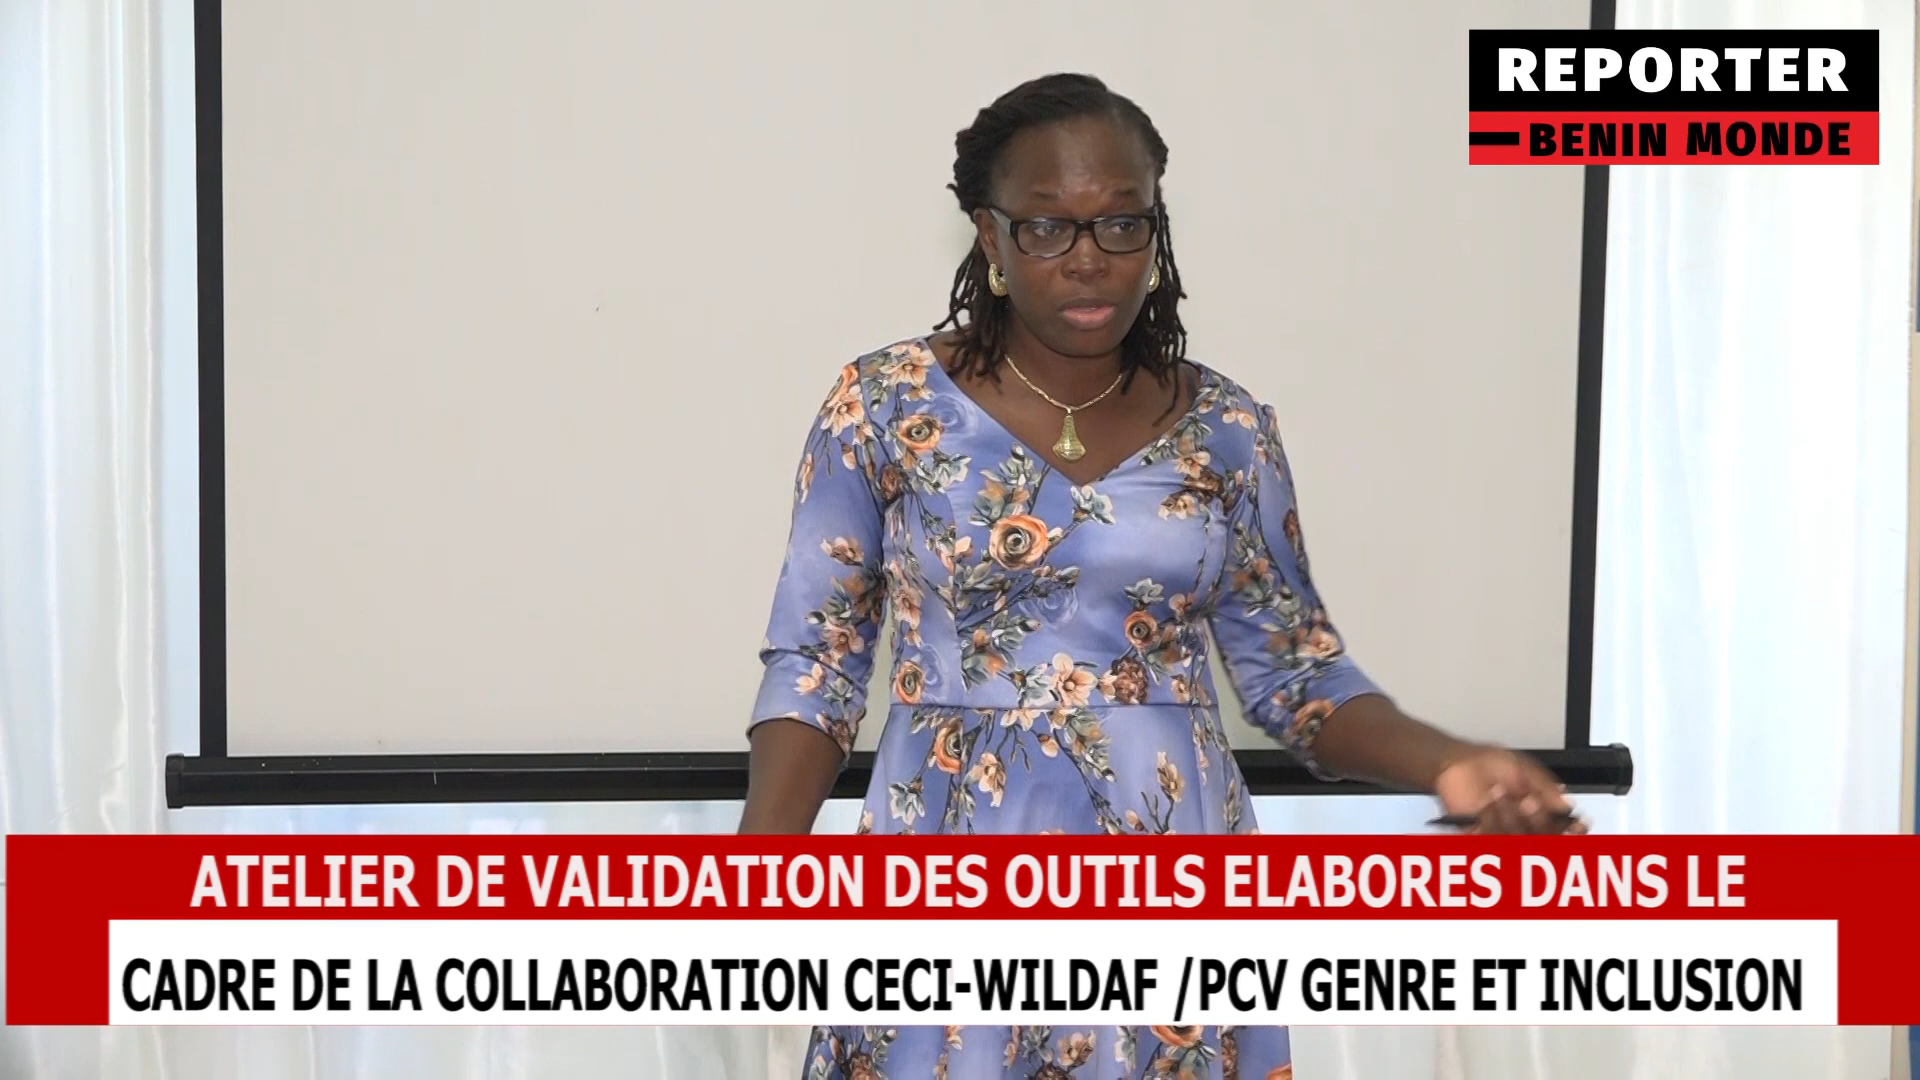 REPORTER
BENIN MONDE
ATELIER DE VALIDATION DES OUTILS ELABORES DANS LE
CADRE DE LA COLLABORATION CECI-WILDAF /PCV GENRE ET INCLUSION